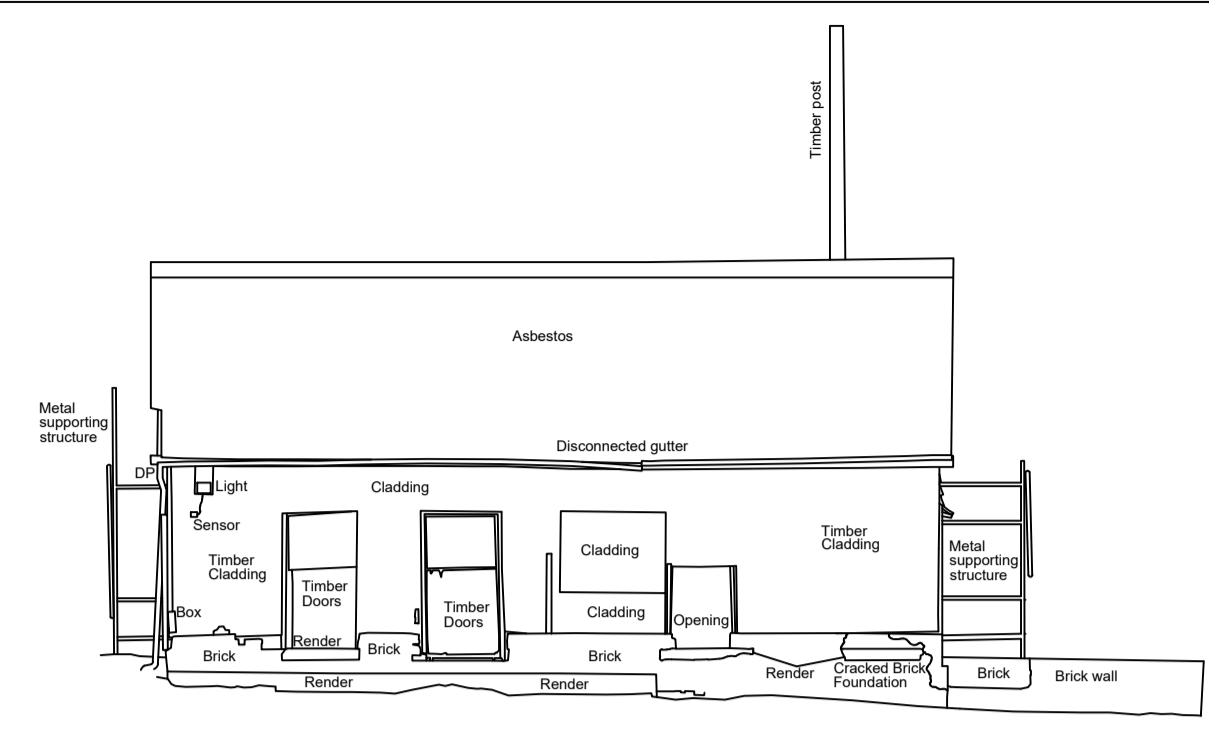 Timber post
Asbestos
Metal
supporting
structure
Disconnected gutter
DP
Light
Cladding
Sensor
Timber
Cladding
Timber
Cladding
Cladding
Metal
supporting
structure
Timber
Doors
Timber
Doors
Box
Cladding
Opening
Render
Brick
Brick
Brick
Render
Cracked Brick
Foundation
Brick
Brick wall
Render
Render